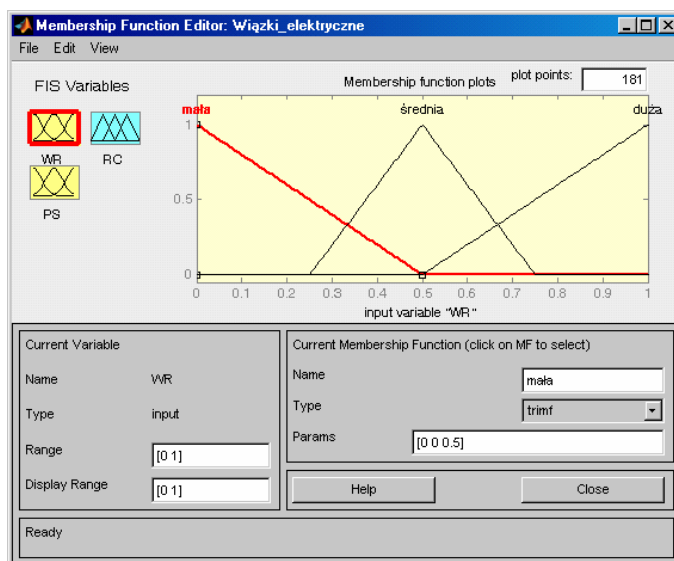 Membership Function Editor: Wiązki_elektryczne
File Edit View
FIS Variables
WR RC
PS
Membership function plots plot points: 181
mała średnia duża
1
0.5
0
0 0.1 0.2 0.3 0.4 0.5 0.6 0.7 0.8 0.9 1
input variable "WR"
Current Variable
Name WR
Type input
Range [0 1]
Display Range [0 1]
Current Membership Function (click on MF to select)
Name mała
Type trimf
Params [0 0 0.5]
Help Close
Ready